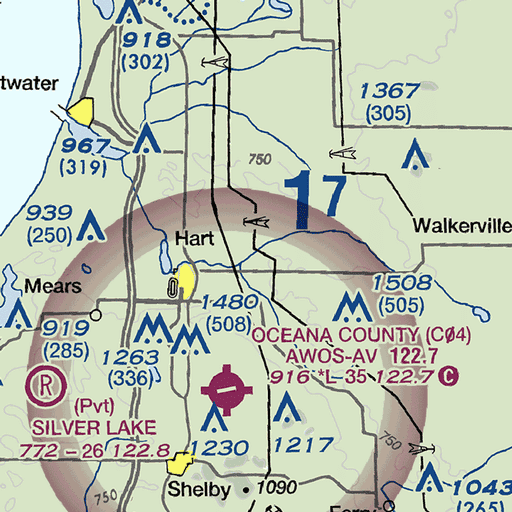 918
(302)
1367
(305)
twater
967
(319)
750
17
939
(250)
Hart
Walkerville
Mears
1508
(505)
1480
(508)
919
(285)
OCEANA COUNTY (CØ4)
AWOS-AV 122.7
916 *L 35 122.7 C
1263
(336)
R
(Pvt)
SILVER LAKE
772 - 26 122.8
1230
1217
750
Shelby
1090
1043
(265)
750
Ferry